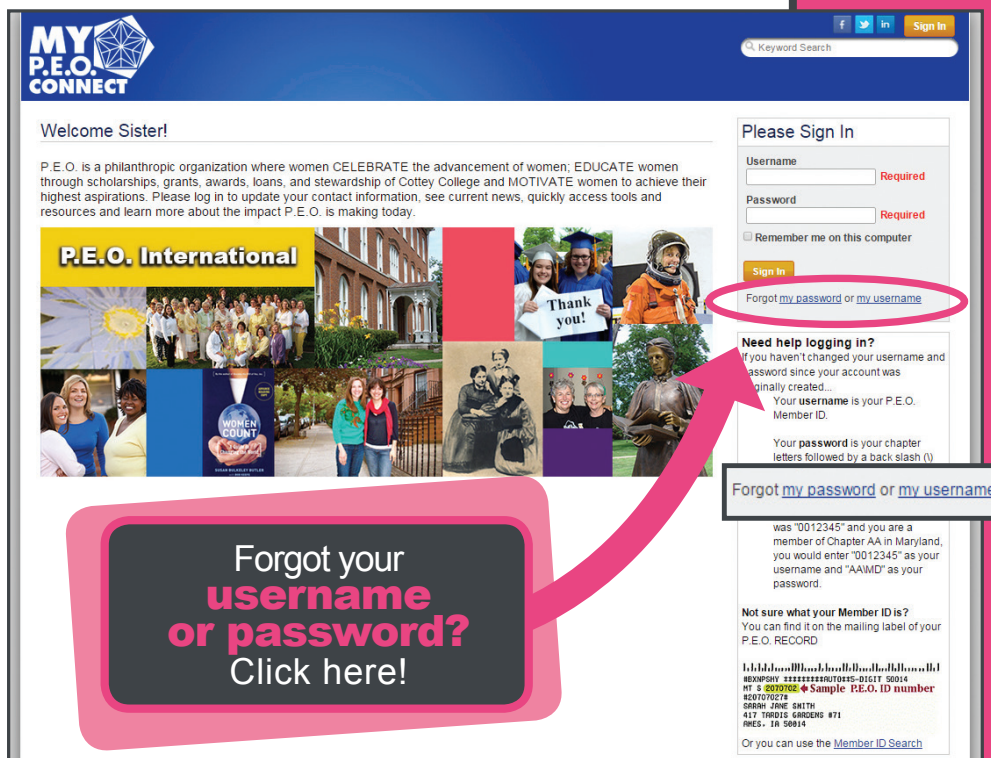 MY
P.E.O.
CONNECT
f
in
Sign In
Keyword Search
Welcome Sister!
P.E.O. is a philanthropic organization where women CELEBRATE the advancement of women; EDUCATE women
through scholarships, grants, awards, loans, and stewardship of Cottey College and MOTIVATE women to achieve their
highest aspirations. Please log in to update your contact information, see current news, quickly access tools and
resources and learn more about the impact P.E.O. is making today.
P.E.O. International
Thank
you!
WOMEN
COUNT
SUSAN BULKELEY BUTLER
Forgot your
username
or password?
Click here!
Please Sign In
Username
Required
Password
Required
Remember me on this computer
Sign In
Forgot my password or my username
Need help logging in?
If you haven't changed your username and
password since your account was
originally created...
Your username is your P.E.O.
Member ID.
Your password is your chapter
letters followed by a back slash (\)
Forgot my password or my username
was "0012345" and you are a
member of Chapter AA in Maryland,
you would enter "0012345" as your
username and "AA\MD" as your
password.
Not sure what your Member ID is?
You can find it on the mailing label of your
P.E.O. RECORD
#BXNPSHY *********AUTO**5-DIGIT 50014
MT S 2070702 Sample P.E.O. ID number
#20707027#
SARAH JANE SMITH
417 TARDIS GARDENS #71
AMES, IA 50014
Or you can use the Member ID Search